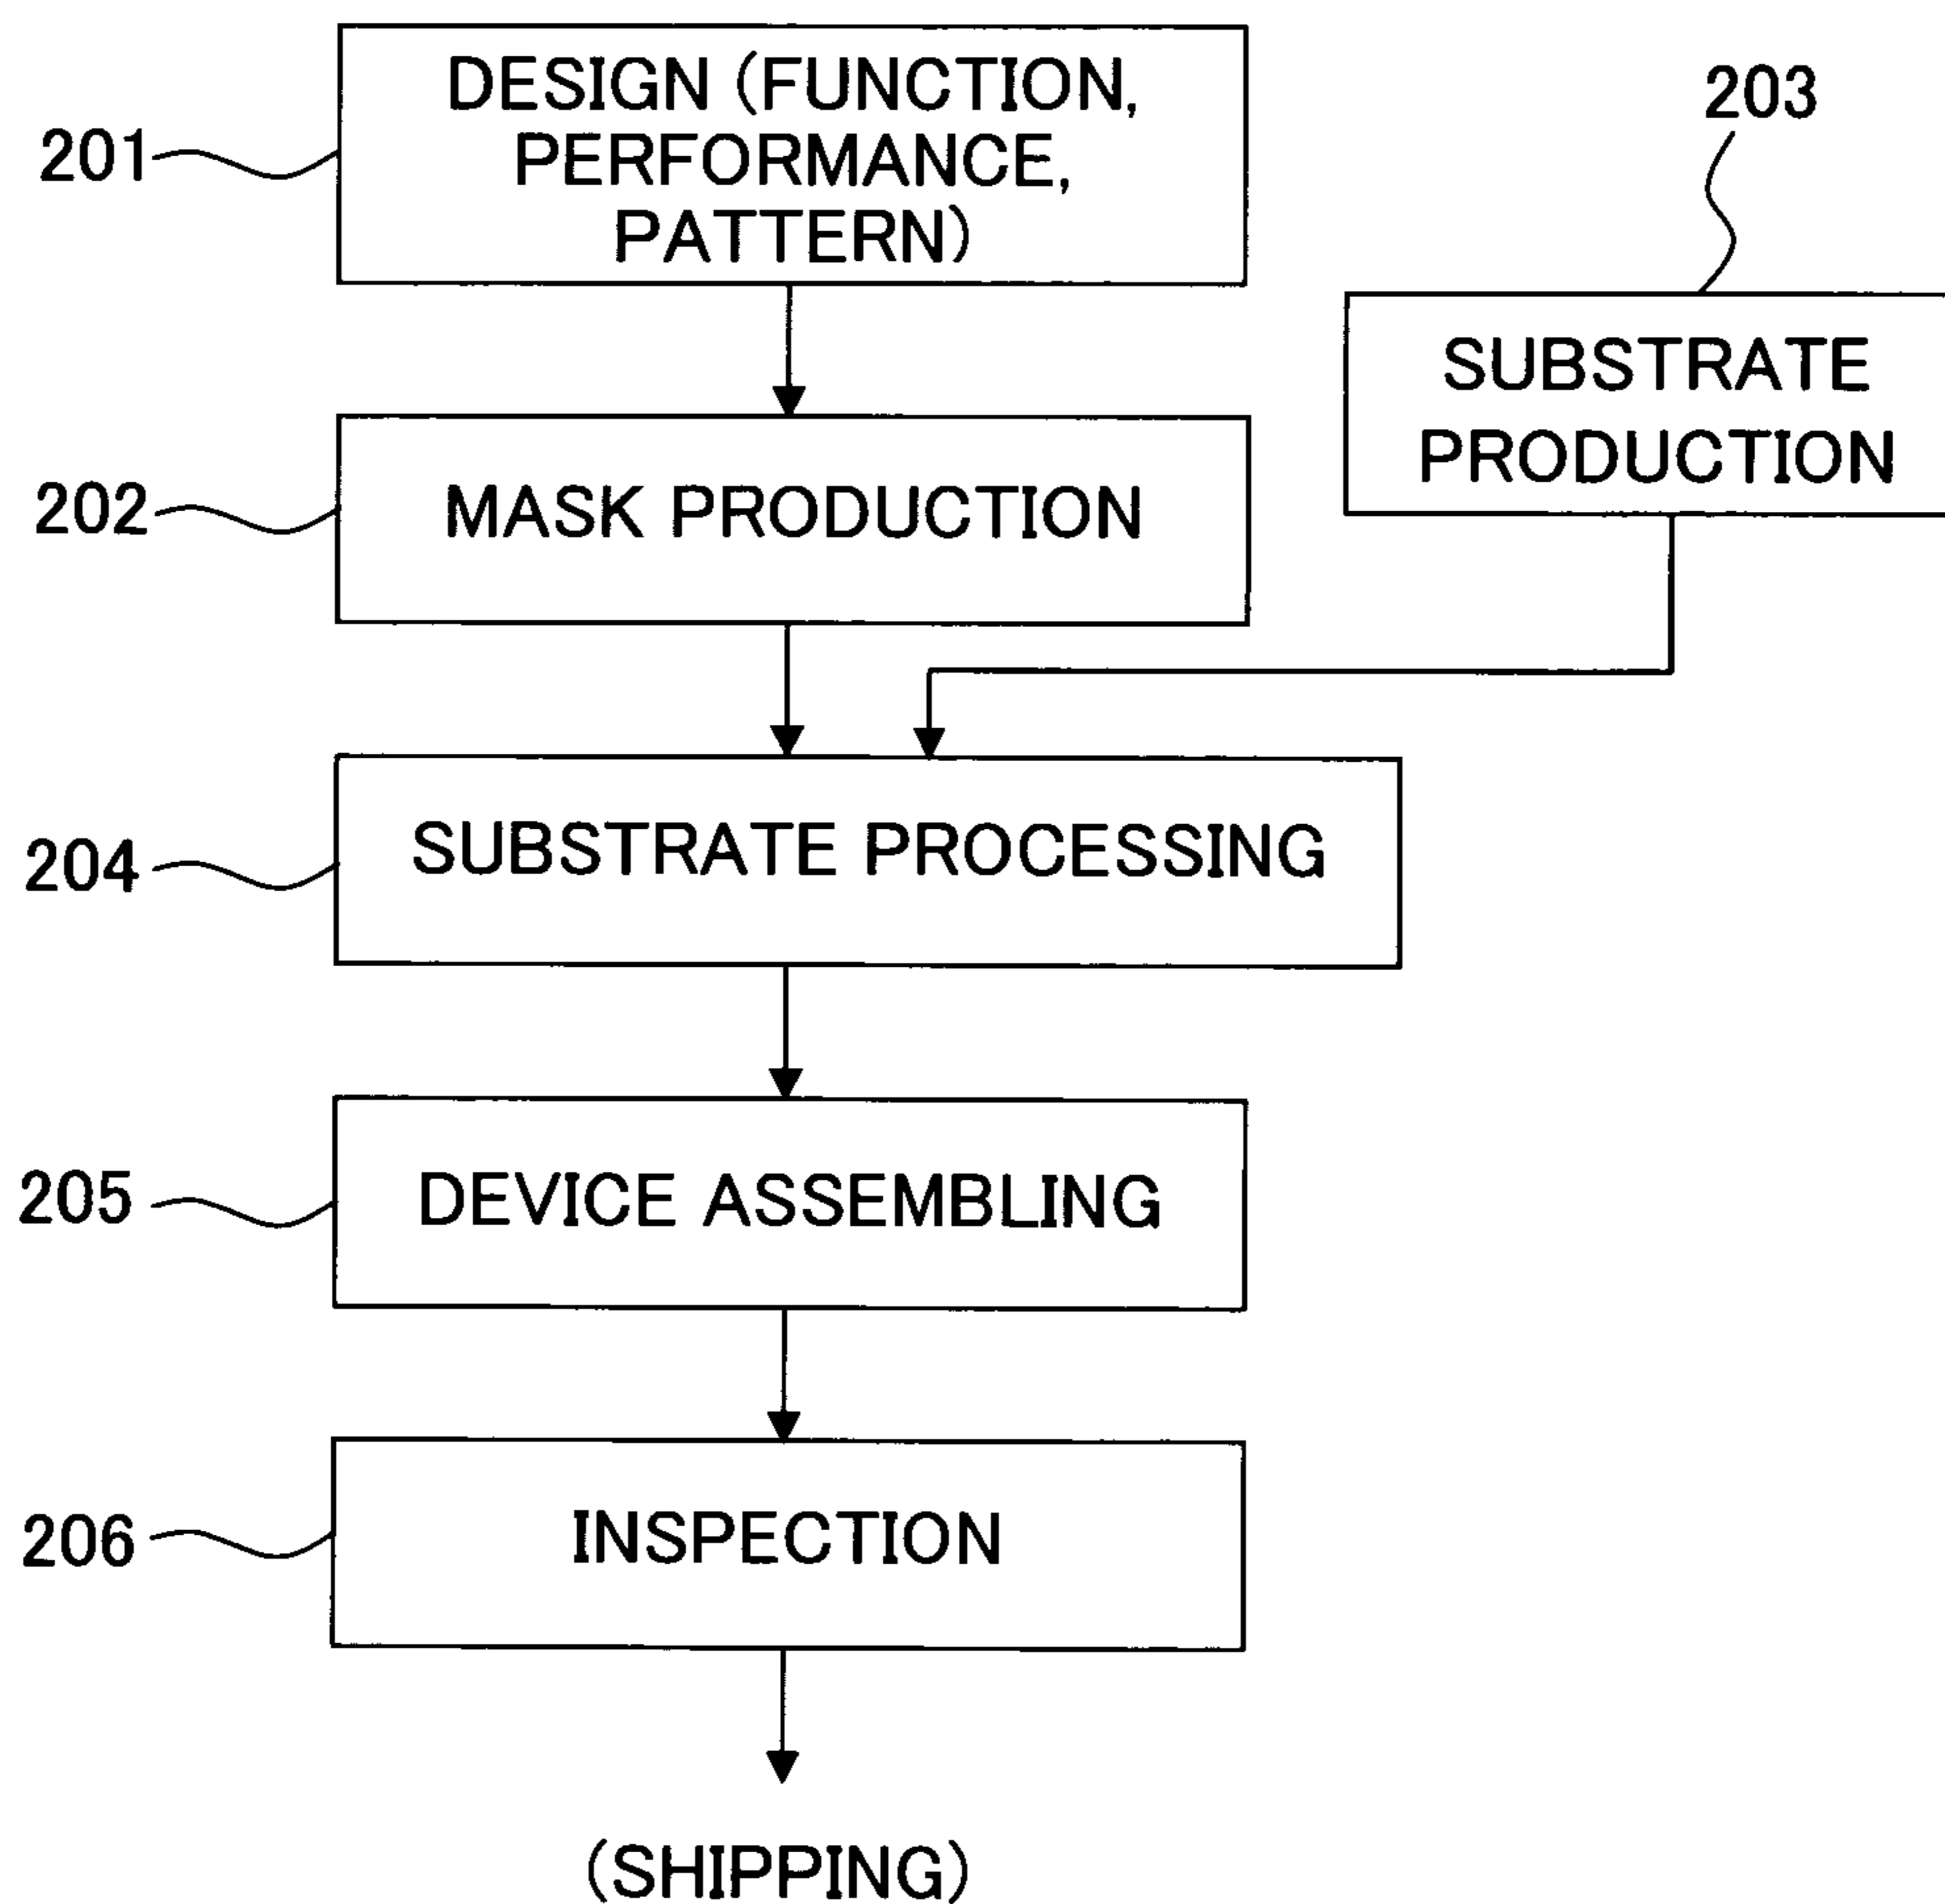 201
DESIGN (FUNCTION,
PERFORMANCE,
PATTERN)
203
SUBSTRATE
PRODUCTION
202
MASK PRODUCTION
204
SUBSTRATE PROCESSING
205
DEVICE ASSEMBLING
206
INSPECTION
(SHIPPING)